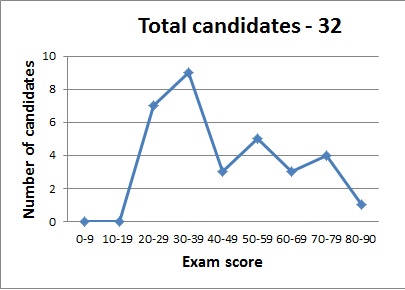 Total candidates - 32
Number of candidates
10
8
6
4
2
0
0-9 10-19 20-29 30-39 40-49 50-59 60-69 70-79 80-90
Exam score